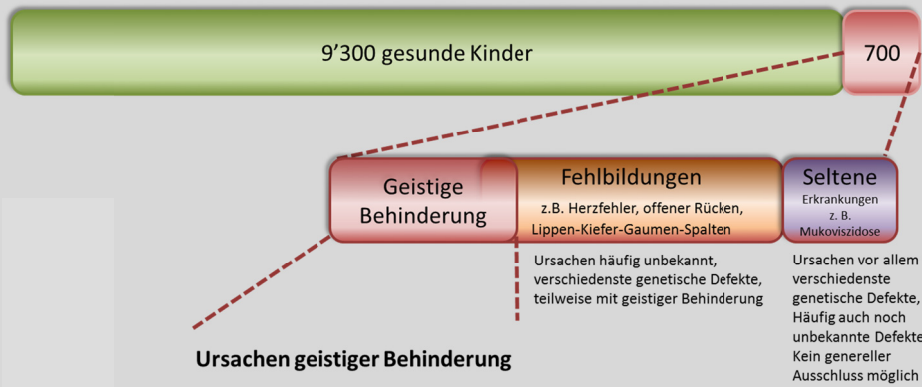 9'300 gesunde Kinder
700
Geistige
Behinderung
Fehlbildungen
z.B. Herzfehler, offener Rücken,
Lippen-Kiefer-Gaumen-Spalten
Seltene
Erkrankungen
z. B.
Mukoviszidose
Ursachen häufig unbekannt,
verschiedenste genetische Defekte,
teilweise mit geistiger Behinderung
Ursachen vor allem
verschiedenste
genetische Defekte,
Häufig auch noch
unbekannte Defekte
Kein genereller
Ausschluss möglich
Ursachen geistiger Behinderung